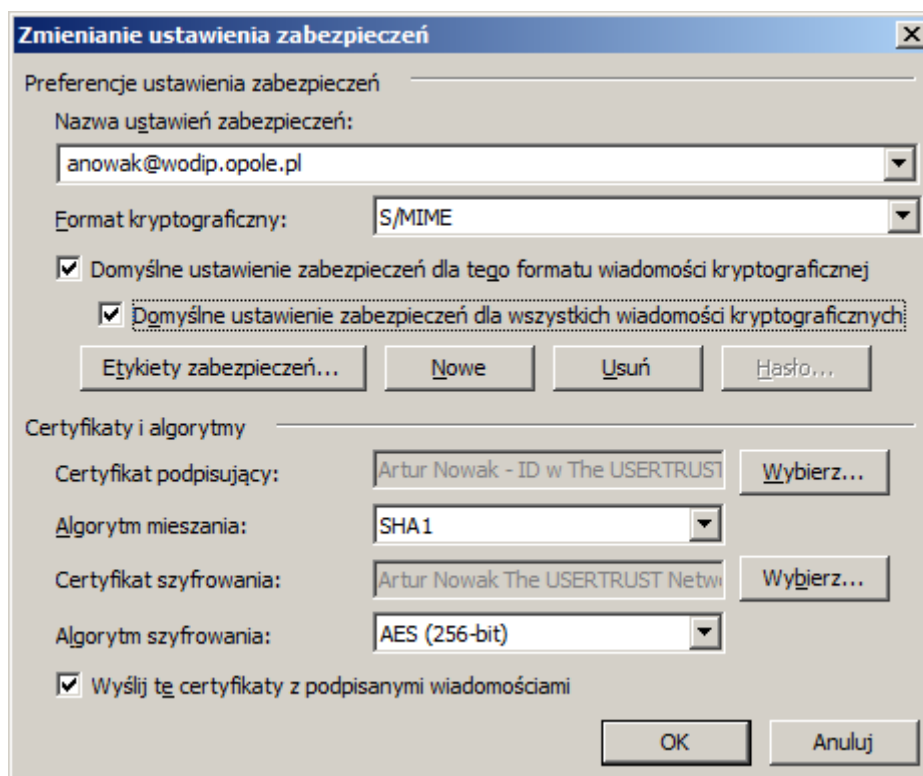 Zmienianie ustawienia zabezpieczeń
Preferencje ustawienia zabezpieczeń
Nazwa ustawień zabezpieczeń:
anowak@wodip.opole.pl
Format kryptograficzny:
S/MIME
Domyślne ustawienie zabezpieczeń dla tego formatu wiadomości kryptograficznej
Domyślne ustawienie zabezpieczeń dla wszystkich wiadomości kryptograficznych
Etykiety zabezpieczeń... Nowe Usuń Hasło...
Certyfikaty i algorytmy
Certyfikat podpisujący: Artur Nowak - ID w The USERTRUST Wybierz...
Algorytm mieszania: SHA1
Certyfikat szyfrowania: Artur Nowak The USERTRUST Netw Wybierz...
Algorytm szyfrowania: AES (256-bit)
Wyślij te certyfikaty z podpisanymi wiadomościami
OK Anuluj